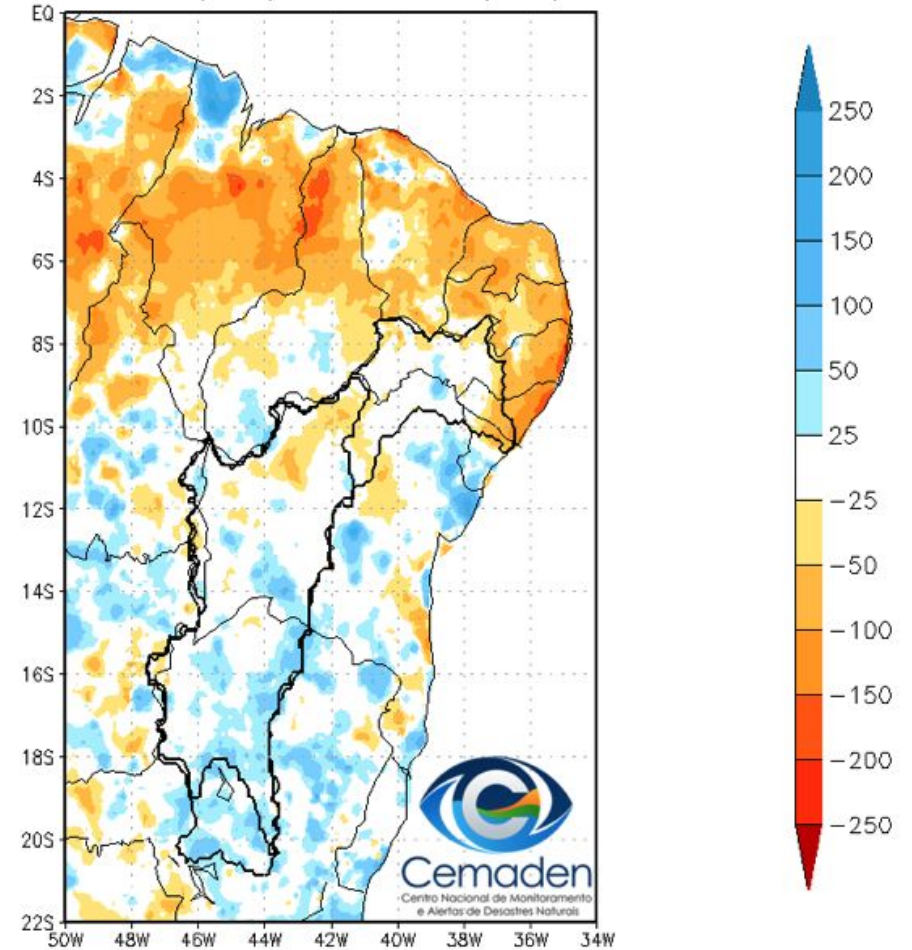 EQ
2S
4S
6S
8S
10S
12S
14S
16S
18S
20S
22S
50W 48W 46W 44W 42W 40W 38W 36W 34W
250
200
150
100
50
25
−25
−50
−100
−150
−200
−250
Cemaden
Centro Nacional de Monitoramento
e Alertas de Desastres Naturais